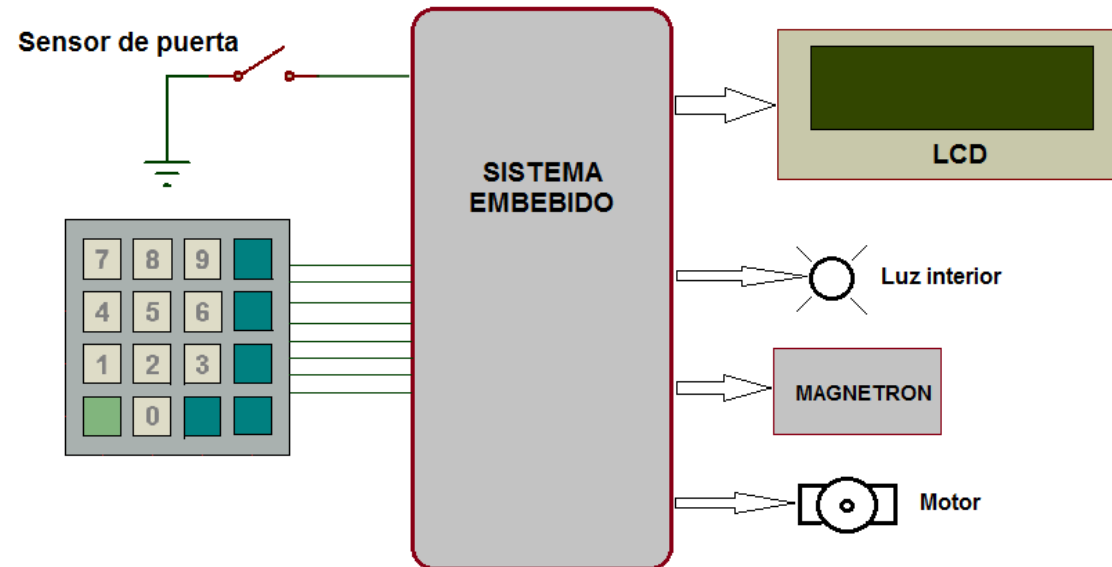 Sensor de puerta
SISTEMA
EMBEBIDO
LCD
7 8 9
4 5 6
1 2 3
0
Luz interior
MAGNETRON
Motor